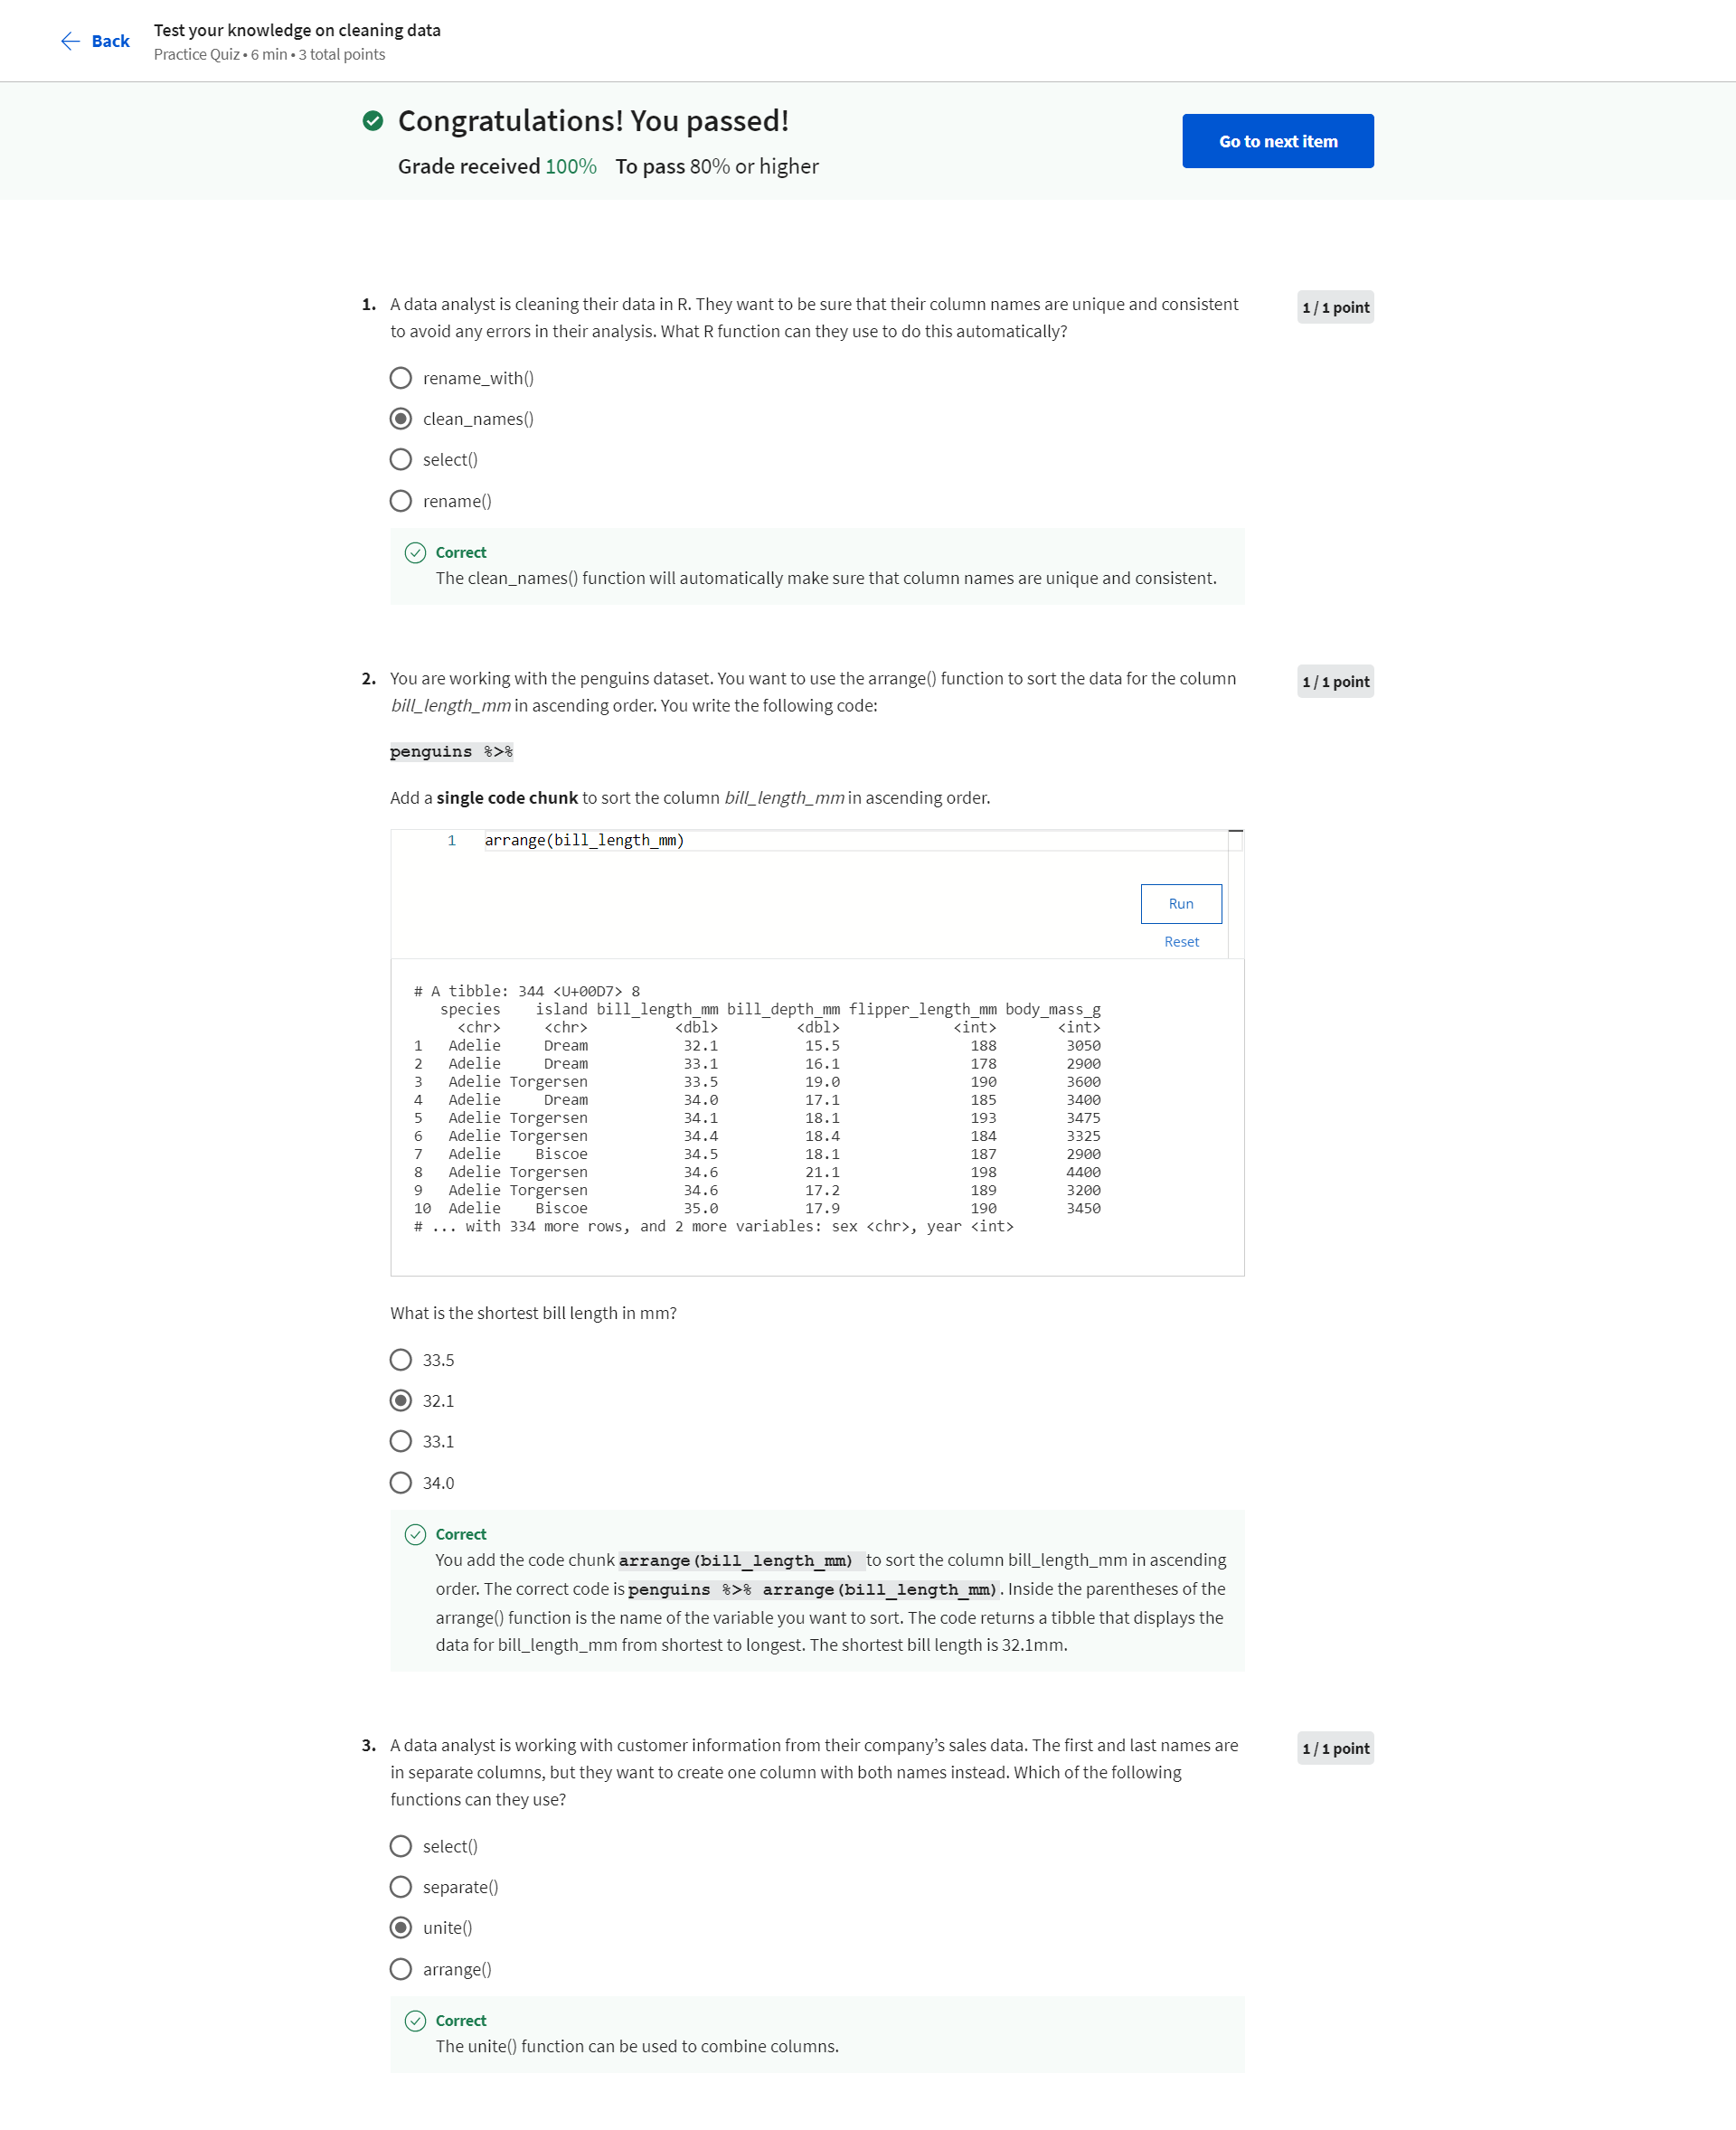 Back
Test your knowledge on cleaning data
Practice Quiz • 6 min • 3 total points
Congratulations! You passed!
Grade received 100% To pass 80% or higher
Go to next item
1. A data analyst is cleaning their data in R. They want to be sure that their column names are unique and consistent
to avoid any errors in their analysis. What R function can they use to do this automatically?
1 / 1 point
rename_with()
clean_names()
select()
rename()
Correct
The clean_names() function will automatically make sure that column names are unique and consistent.
2. You are working with the penguins dataset. You want to use the arrange() function to sort the data for the column
bill_length_mm in ascending order. You write the following code:
1 / 1 point
penguins %>%
Add a single code chunk to sort the column bill_length_mm in ascending order.
1 arrange(bill_length_mm)
Run
Reset
# A tibble: 344 <U+00D7> 8
species island bill_length_mm bill_depth_mm flipper_length_mm body_mass_g
<chr> <chr> <dbl> <dbl> <int> <int>
1 Adelie Dream 32.1 15.5 188 3050
2 Adelie Dream 33.1 16.1 178 2900
3 Adelie Torgersen 33.5 19.0 190 3600
4 Adelie Dream 34.0 17.1 185 3400
5 Adelie Torgersen 34.1 18.1 193 3475
6 Adelie Torgersen 34.4 18.4 184 3325
7 Adelie Biscoe 34.5 18.1 187 2900
8 Adelie Torgersen 34.6 21.1 198 4400
9 Adelie Torgersen 34.6 17.2 189 3200
10 Adelie Biscoe 35.0 17.9 190 3450
# ... with 334 more rows, and 2 more variables: sex <chr>, year <int>
What is the shortest bill length in mm?
33.5
32.1
33.1
34.0
Correct
You add the code chunk arrange(bill_length_mm) to sort the column bill_length_mm in ascending
order. The correct code is penguins %>% arrange(bill_length_mm). Inside the parentheses of the
arrange() function is the name of the variable you want to sort. The code returns a tibble that displays the
data for bill_length_mm from shortest to longest. The shortest bill length is 32.1mm.
3. A data analyst is working with customer information from their company’s sales data. The first and last names are
in separate columns, but they want to create one column with both names instead. Which of the following
functions can they use?
1 / 1 point
select()
separate()
unite()
arrange()
Correct
The unite() function can be used to combine columns.